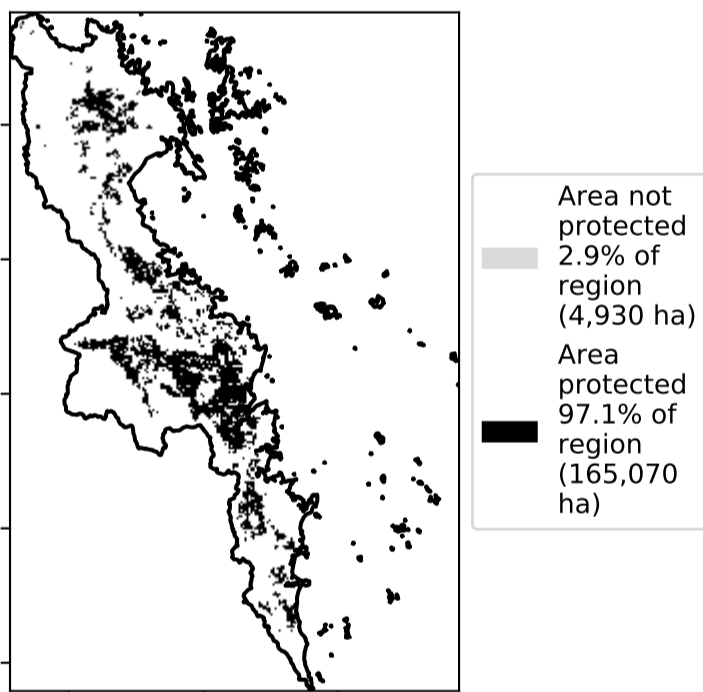 Area not
protected
2.9% of
region
(4,930 ha)
Area
protected
97.1% of
region
(165,070
ha)